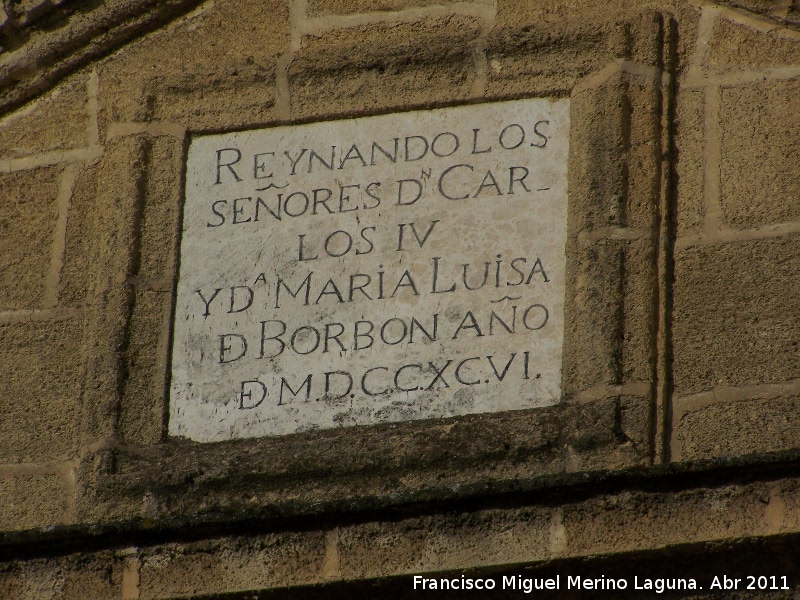 REYNANDO LOS
SEÑORES Dᴺ CAR_
LOS IV
Y Dᴬ MARiA LUiSA
Đ BORBON AÑO
Đ M.D.CCXC.VI.
Francisco Miguel Merino Laguna. Abr 2011